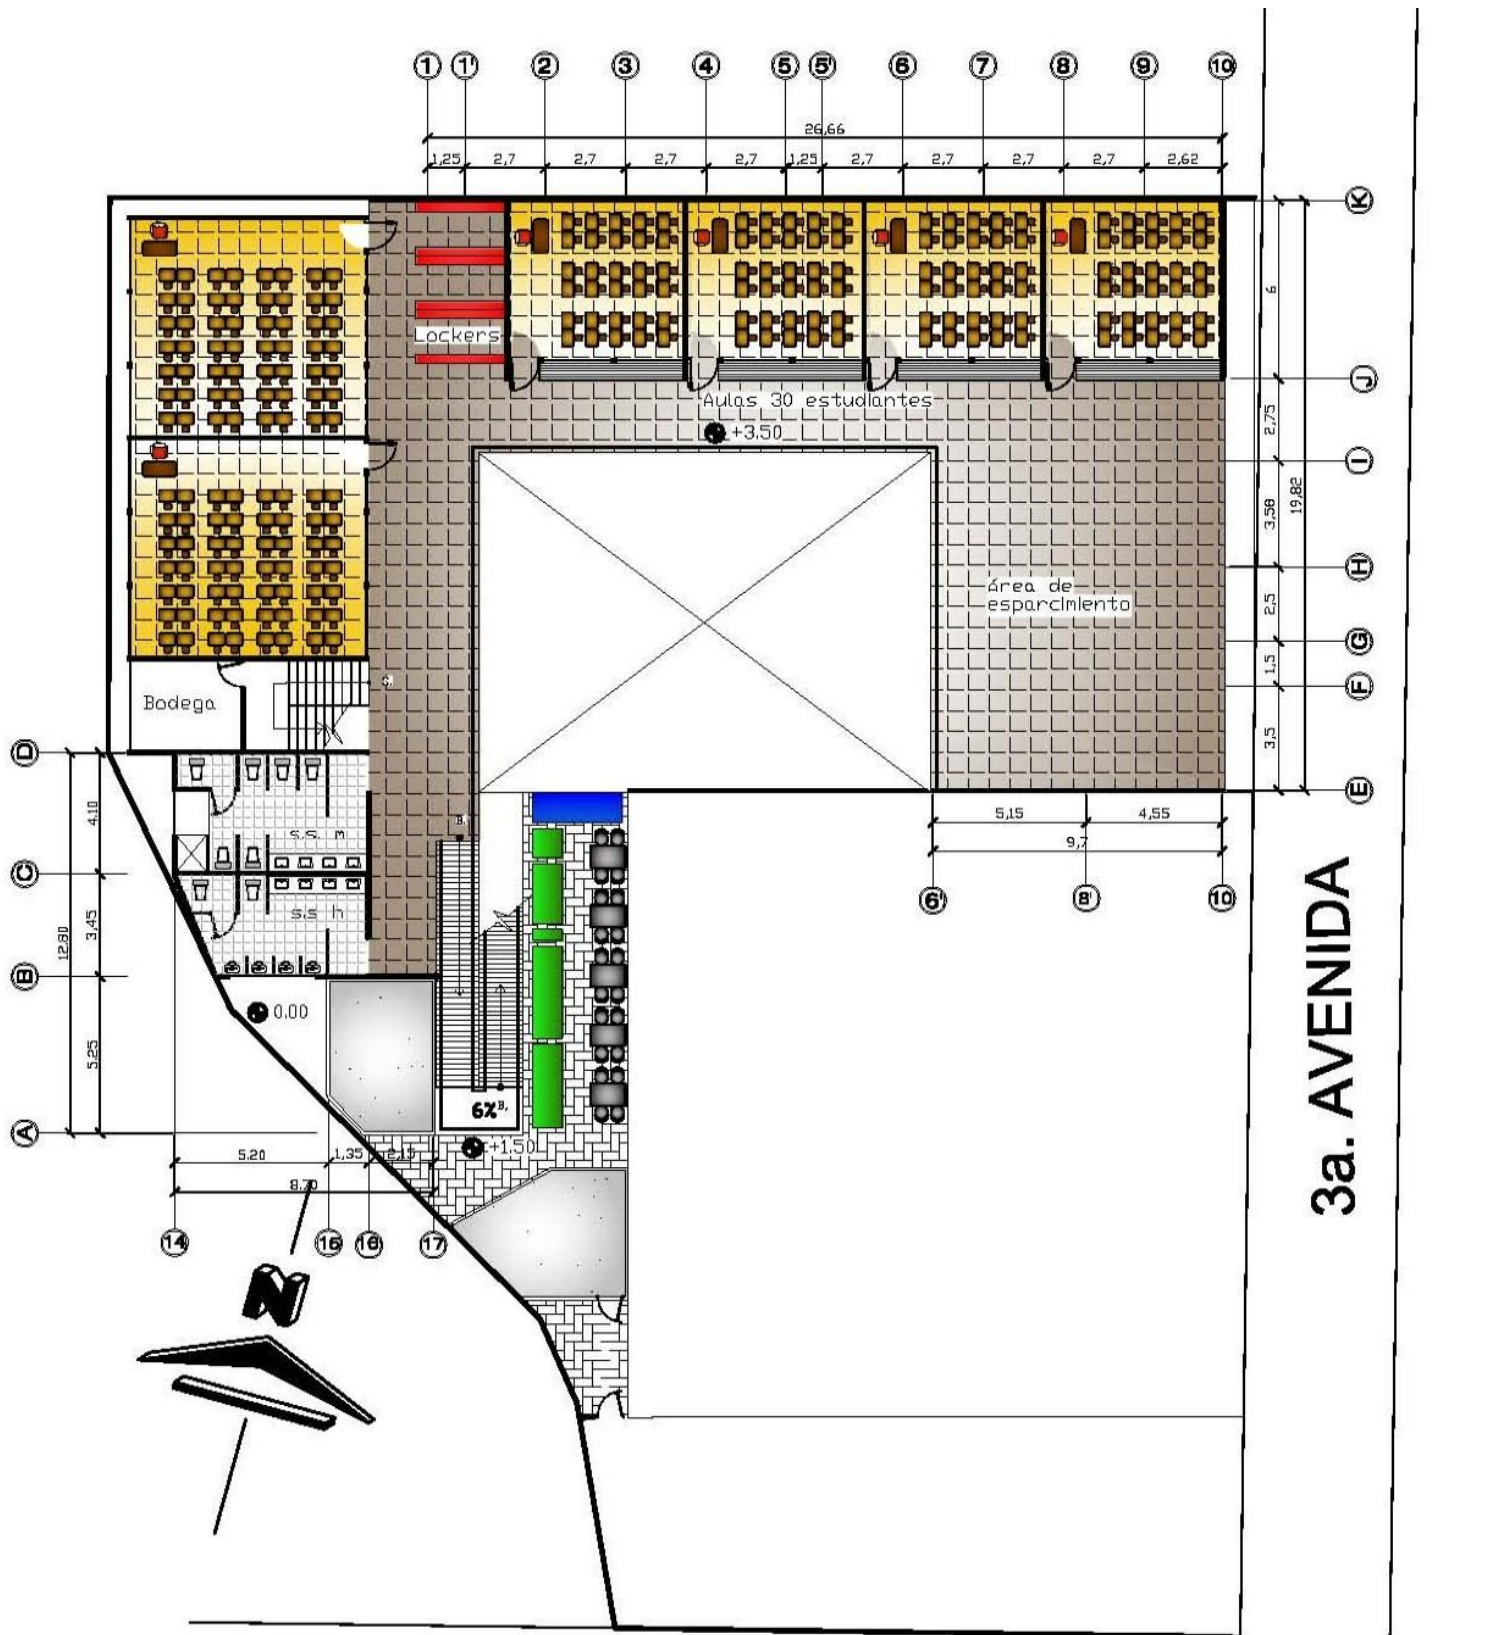 1 1' 2 3 4 5 5' 6 7 8 9 10
26,66
1,25 2,7 2,7 2,7 2,7 1,25 2,7 2,7 2,7 2,7 2,62
K
6
Lockers
J
Aulas 30 estudiantes
2,75
+3.50
I
19,82
3,58
H
Área de
esparcimiento
2,5
G
S.
1,5
F
Bodega
3,5
D
E
4.10
5,15 4,55
B.
s.s. m
9,7
C
6' 8' 10
3,45
s.s h
12.80
B
0.00
5.25
6% B.
A
+1.50
5.20 1,35 2,15
8.70
14 15 16 17
N
3a. AVENIDA